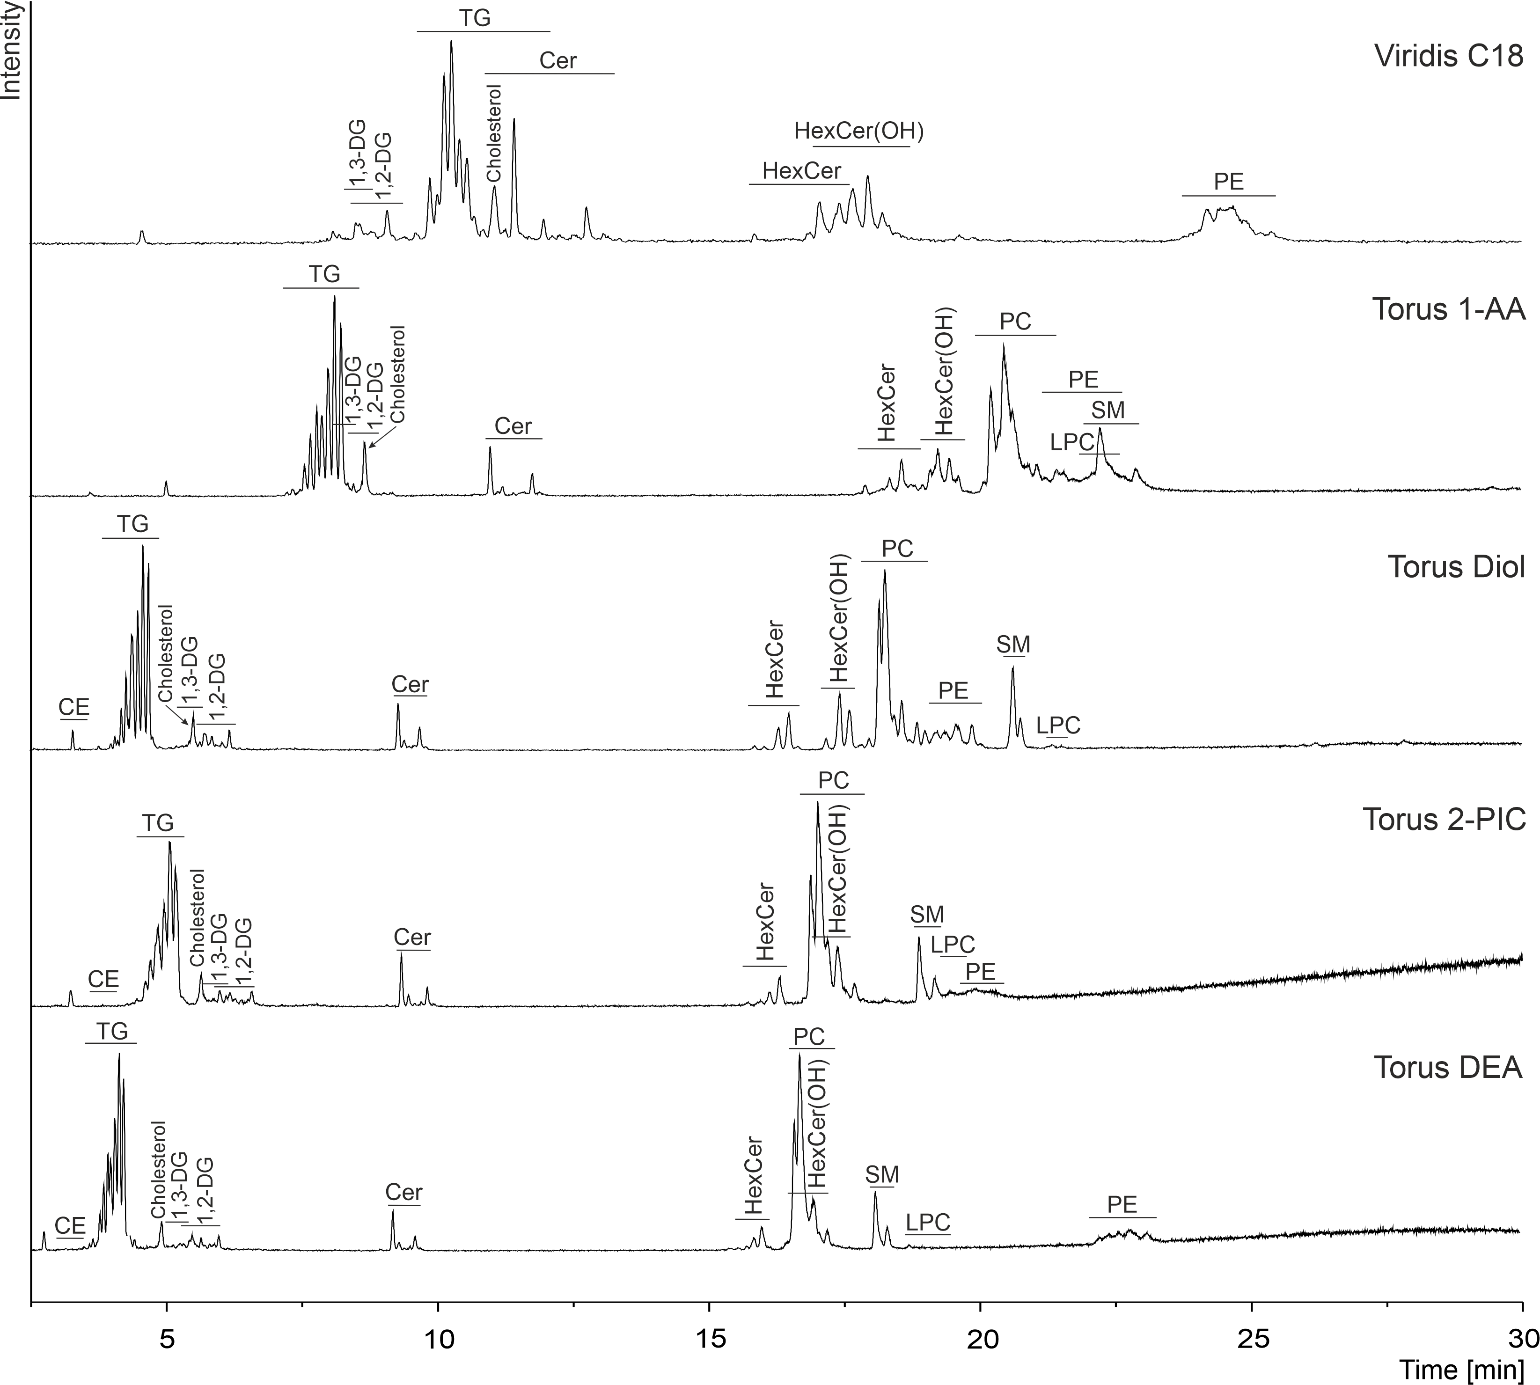 Intensity
Viridis C18
TG
Cer
1,3-DG
1,2-DG
Cholesterol
HexCer
HexCer(OH)
PE
Torus 1-AA
TG
1,3-DG
1,2-DG
Cholesterol
Cer
HexCer
HexCer(OH)
PC
PE
SM
LPC
Torus Diol
CE
TG
Cholesterol
1,3-DG
1,2-DG
Cer
HexCer
HexCer(OH)
PC
PE
SM
LPC
Torus 2-PIC
CE
TG
Cholesterol
1,3-DG
1,2-DG
Cer
HexCer
PC
HexCer(OH)
SM
LPC
PE
Torus DEA
CE
TG
Cholesterol
1,3-DG
1,2-DG
Cer
HexCer
PC
HexCer(OH)
SM
LPC
PE
5 10 15 20 25 30
Time [min]